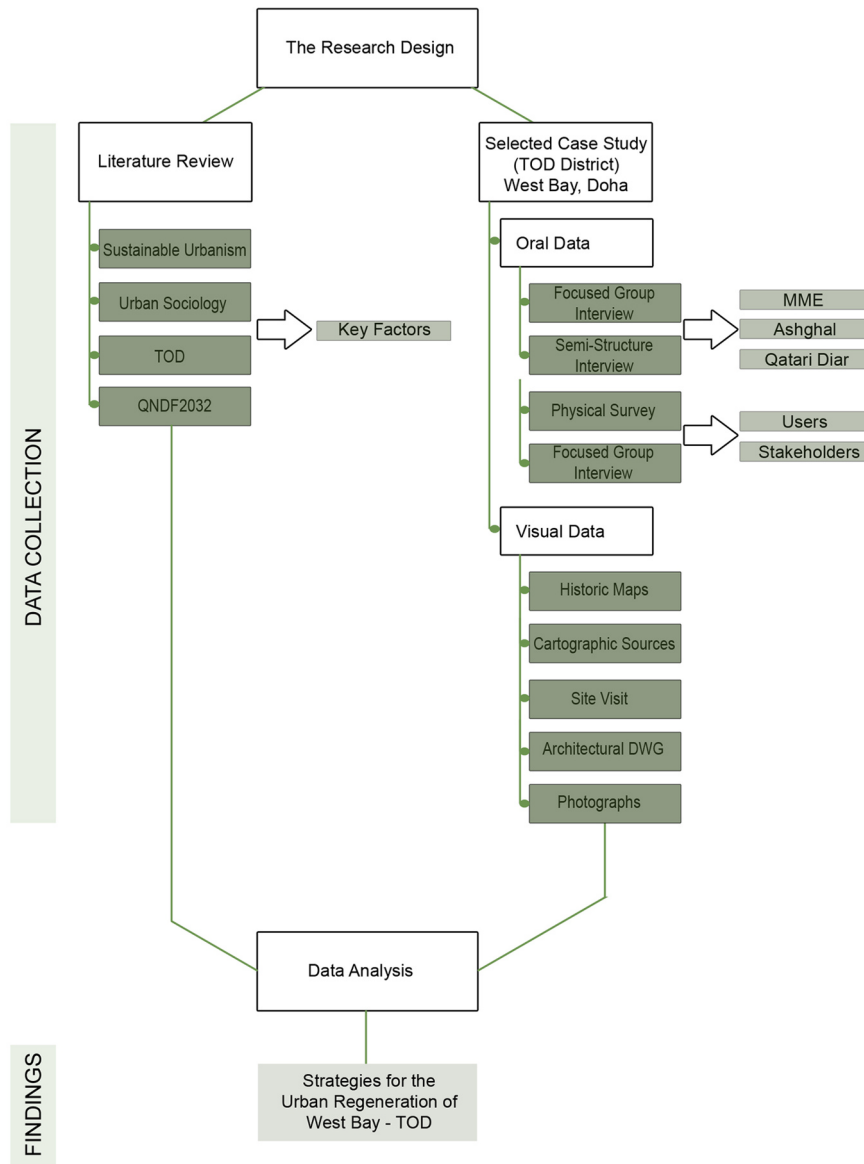 The Research Design
DATA COLLECTION
Literature Review
Sustainable Urbanism
Urban Sociology
TOD
QNDF2032
Key Factors
Selected Case Study
(TOD District)
West Bay, Doha
Oral Data
Focused Group
Interview
Semi-Structure
Interview
MME
Ashghal
Qatari Diar
Physical Survey
Focused Group
Interview
Users
Stakeholders
Visual Data
Historic Maps
Cartographic Sources
Site Visit
Architectural DWG
Photographs
Data Analysis
FINDINGS
Strategies for the
Urban Regeneration of
West Bay - TOD